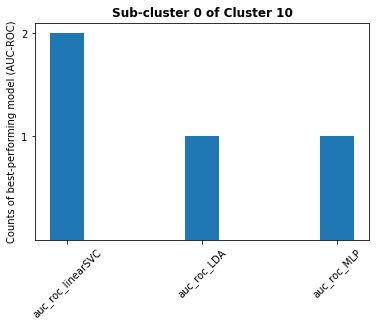 Sub-cluster 0 of Cluster 10
Counts of best-performing model (AUC-ROC)
2
1
auc_roc_linearSVC
auc_roc_LDA
auc_roc_MLP